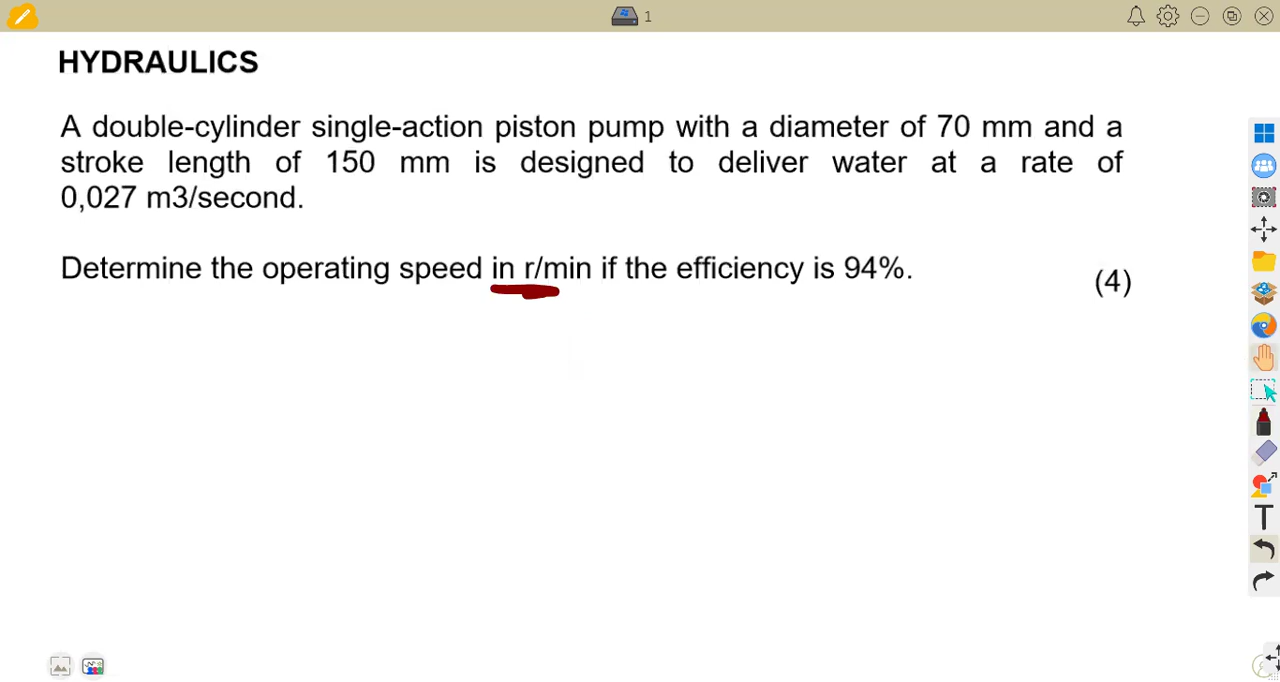 1
HYDRAULICS
A double-cylinder single-action piston pump with a diameter of 70 mm and a
stroke length of 150 mm is designed to deliver water at a rate of
0,027 m3/second.
Determine the operating speed in r/min if the efficiency is 94%.
(4)